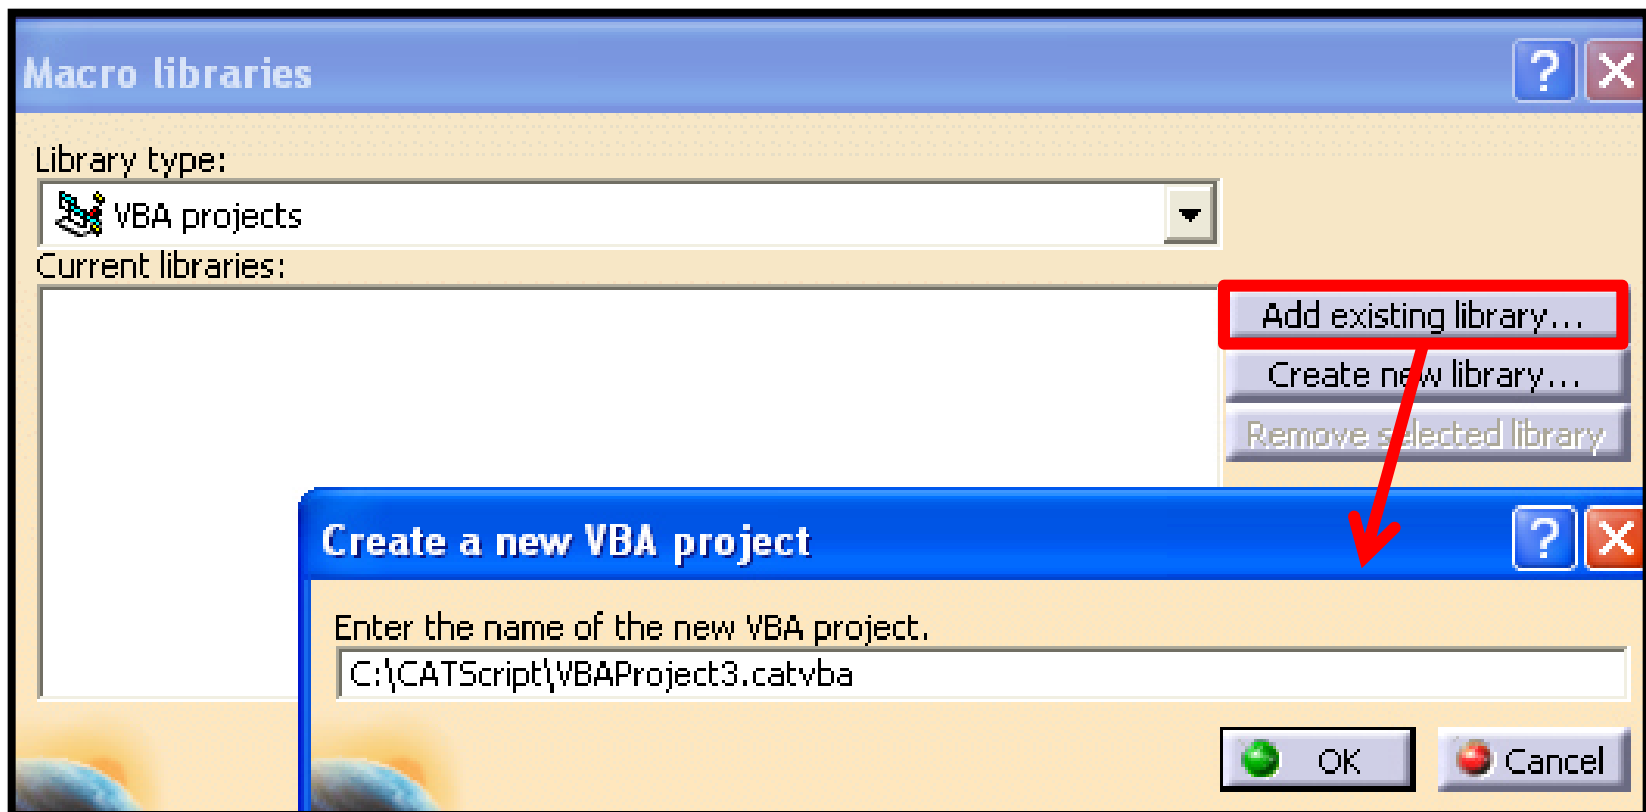 Macro libraries
?
Library type:
VBA projects
Current libraries:
Add existing library...
Create new library...
Remove selected library
Create a new VBA project
?
Enter the name of the new VBA project.
C:\CATScript\VBAProject3.catvba
OK
Cancel